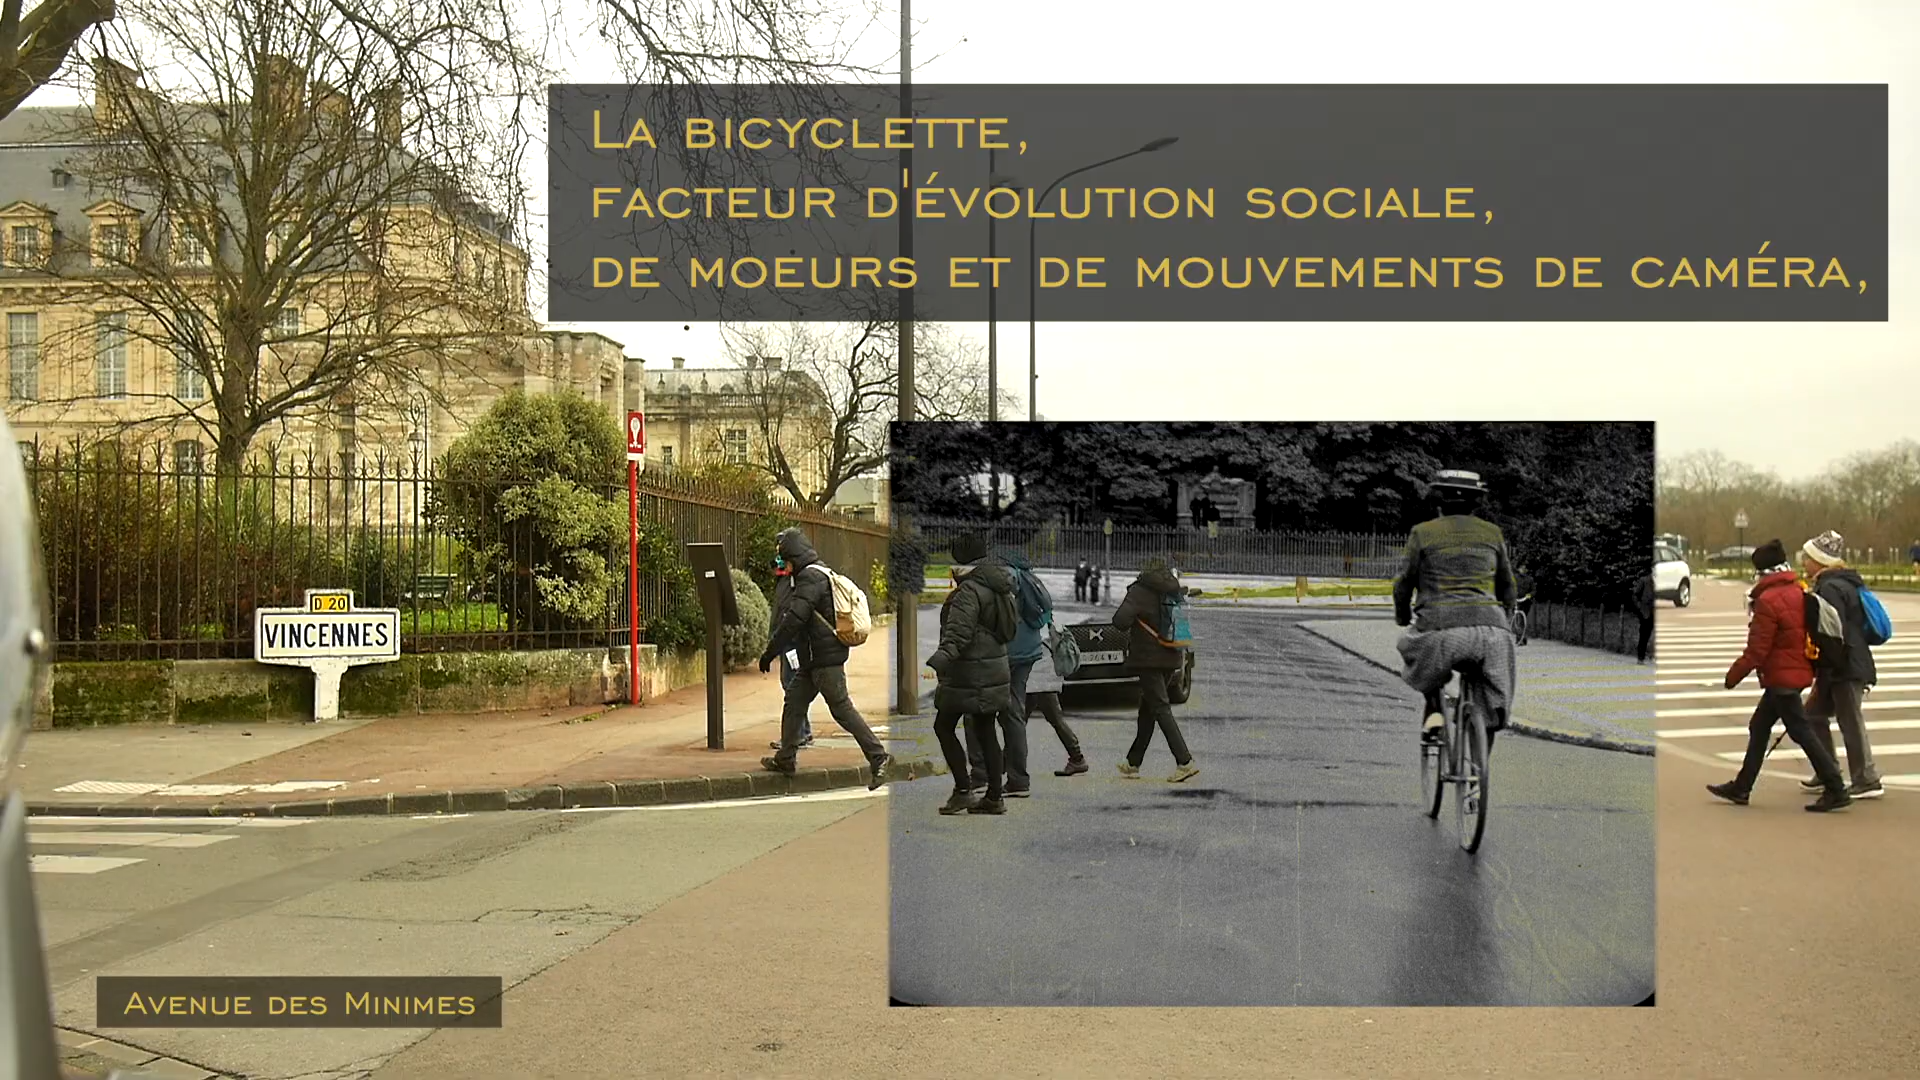 La bicyclette,
facteur d'évolution sociale,
de moeurs et de mouvements de caméra,
D 20
VINCENNES
Avenue des Minimes